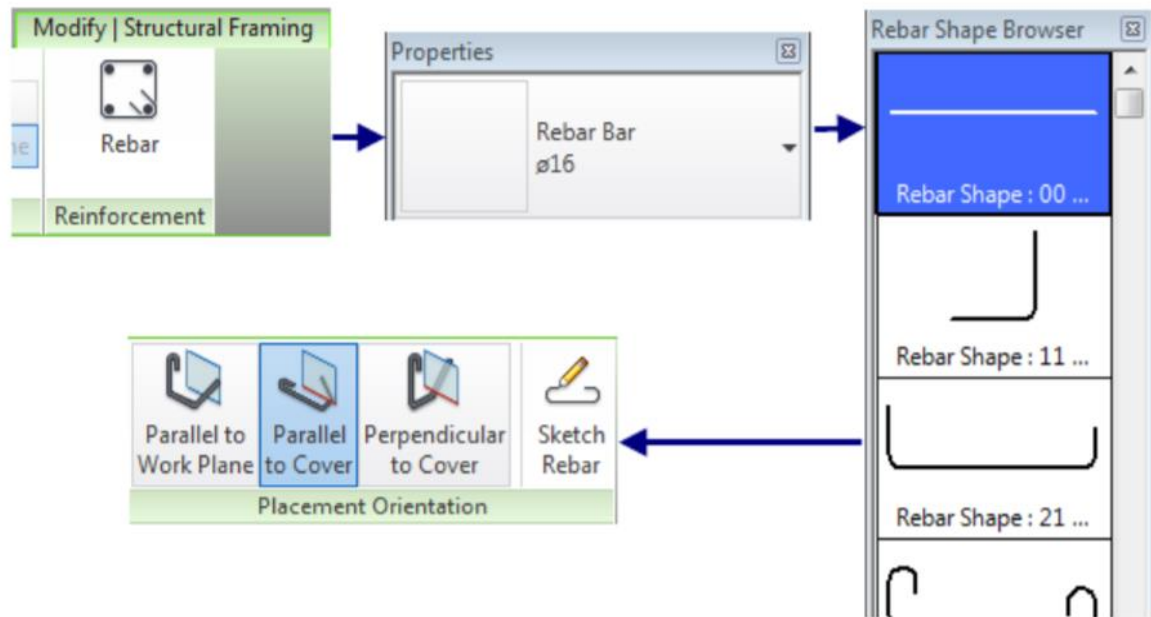 Modify | Structural Framing
Rebar
Reinforcement
Properties
Rebar Bar
ø16
Rebar Shape Browser
Rebar Shape : 00 ...
Rebar Shape : 11 ...
Rebar Shape : 21 ...
Parallel to
Work Plane
Parallel
to Cover
Perpendicular
to Cover
Sketch
Rebar
Placement Orientation